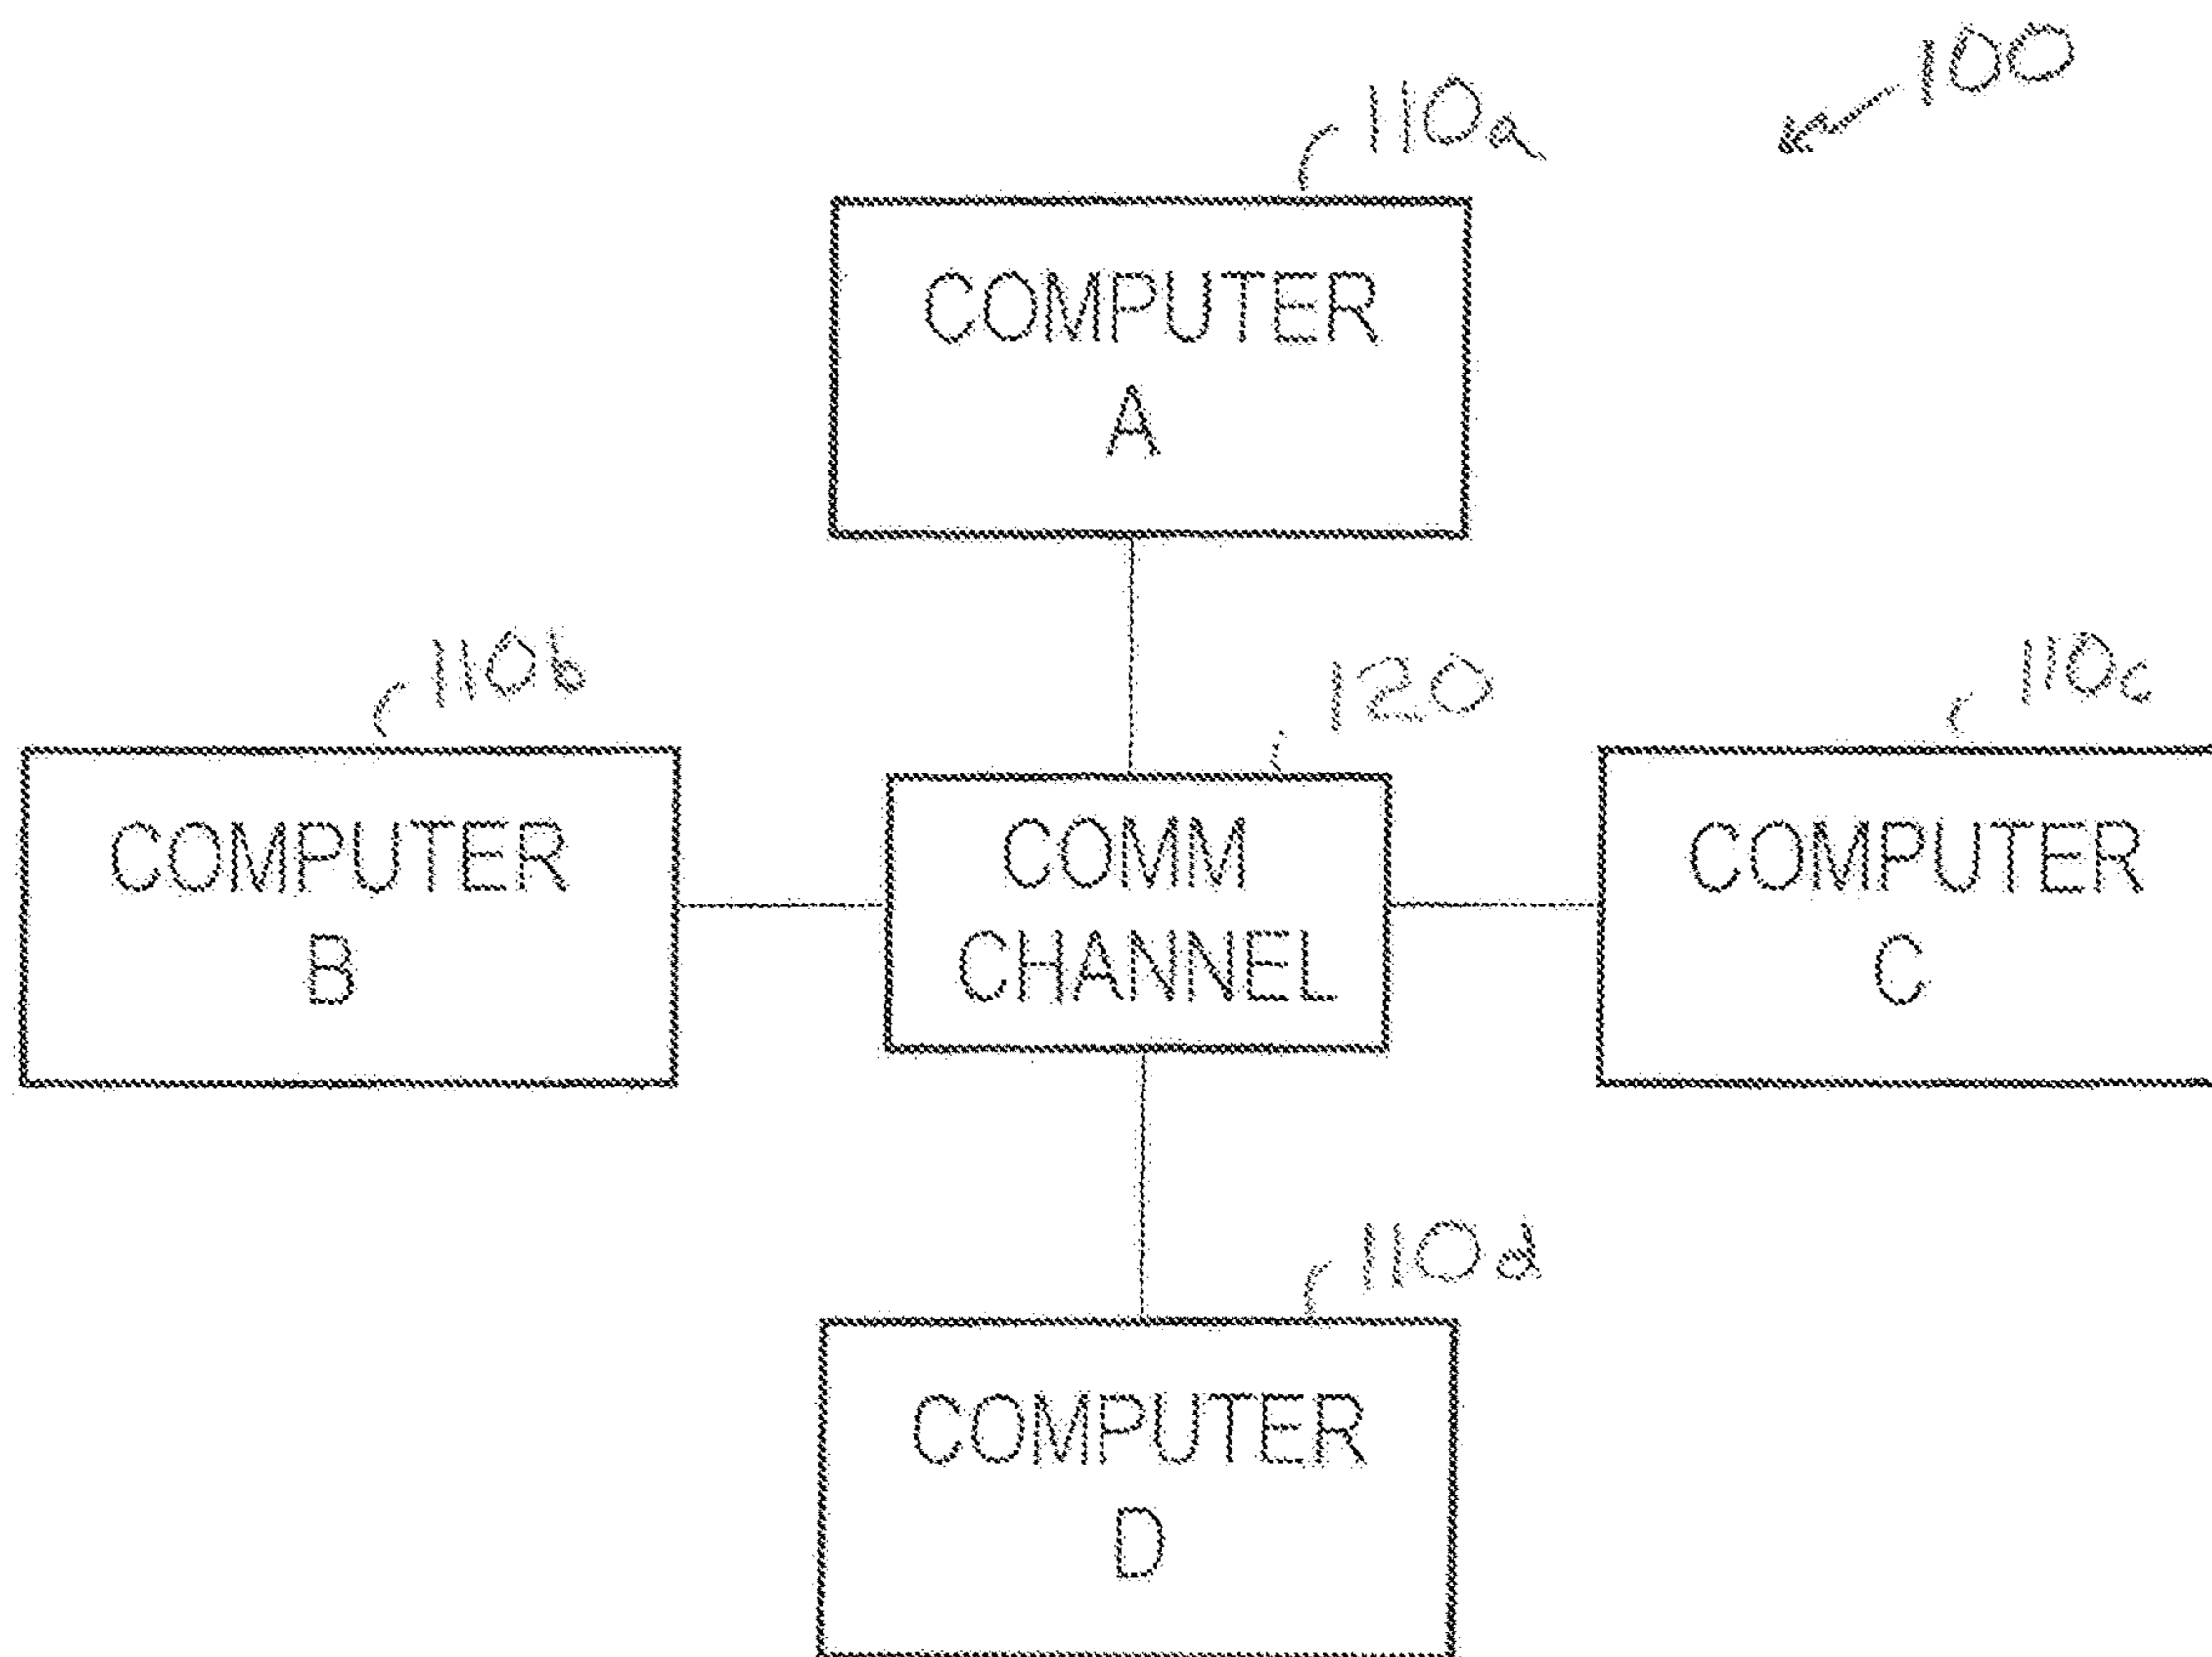 100
110a
COMPUTER
A
110b
120
110c
COMPUTER
B
COMM
CHANNEL
COMPUTER
C
110d
COMPUTER
D